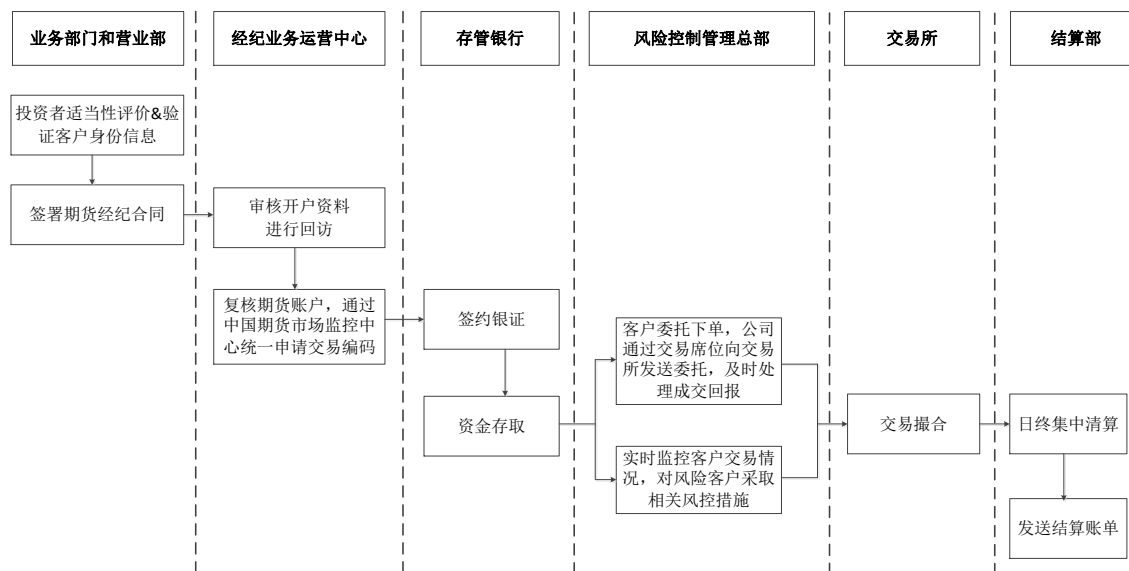 业务部门和营业部
经纪业务运营中心
存管银行
风险控制管理总部
交易所
结算部
投资者适当性评价&验
证客户身份信息
签署期货经纪合同
审核开户资料
进行回访
复核期货账户，通过
中国期货市场监控中
心统一申请交易编码
签约银证
资金存取
客户委托下单，公司
通过交易席位向交易
所发送委托，及时处
理成交回报
实时监控客户交易情
况，对风险客户采取
相关风控措施
交易撮合
日终集中清算
发送结算账单